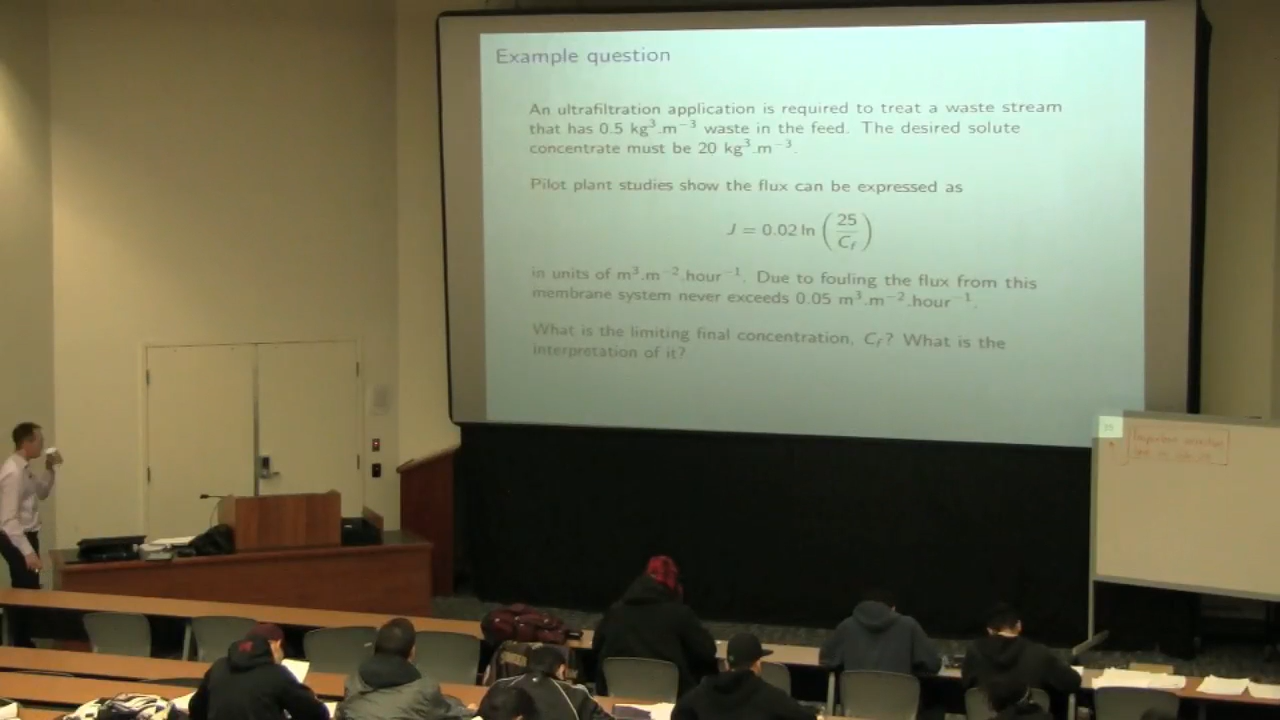 Example question
An ultrafiltration application is required to treat a waste stream
that has 0.5 kg³.m⁻³ waste in the feed. The desired solute
concentrate must be 20 kg³.m⁻³.
Pilot plant studies show the flux can be expressed as
J = 0.02 ln (25/C_f)
in units of m³.m⁻².hour⁻¹. Due to fouling the flux from this
membrane system never exceeds 0.05 m³.m⁻².hour⁻¹.
What is the limiting final concentration, C_f? What is the
interpretation of it?